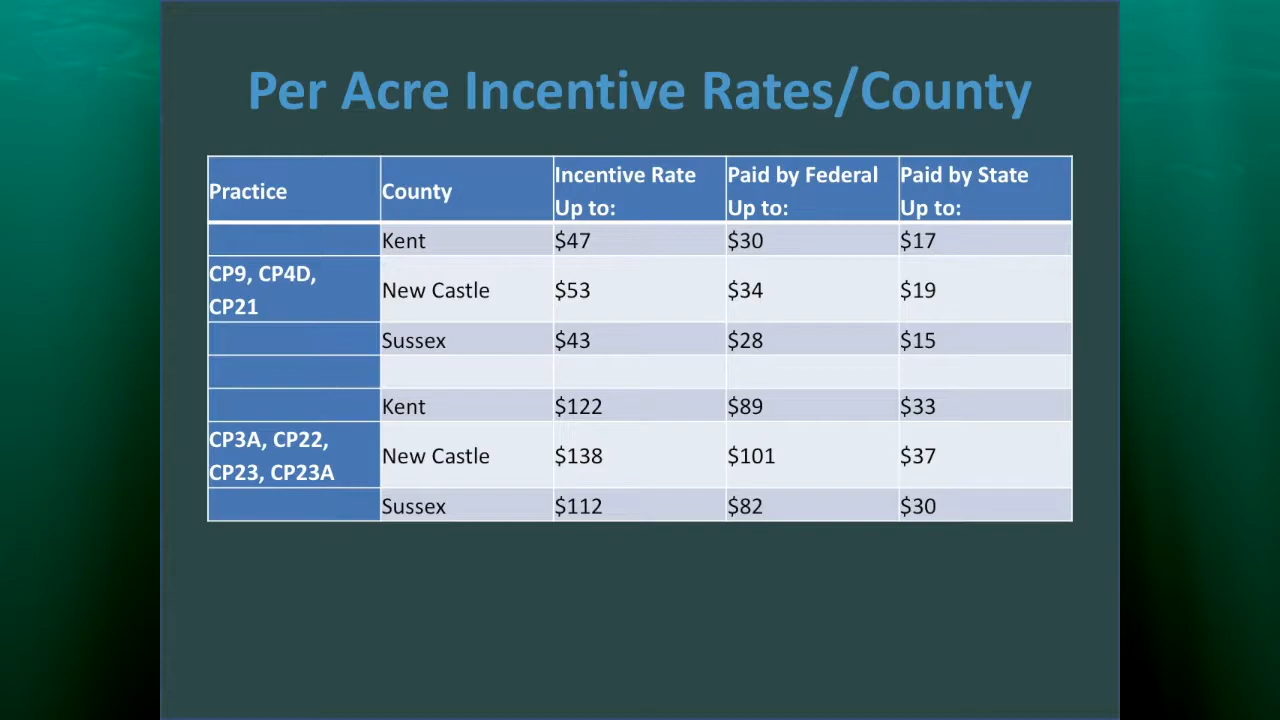 Per Acre Incentive Rates/County
Practice County Incentive Rate Up to: Paid by Federal Up to: Paid by State Up to:
Kent $47 $30 $17
CP9, CP4D, CP21 New Castle $53 $34 $19
Sussex $43 $28 $15
Kent $122 $89 $33
CP3A, CP22, CP23, CP23A New Castle $138 $101 $37
Sussex $112 $82 $30